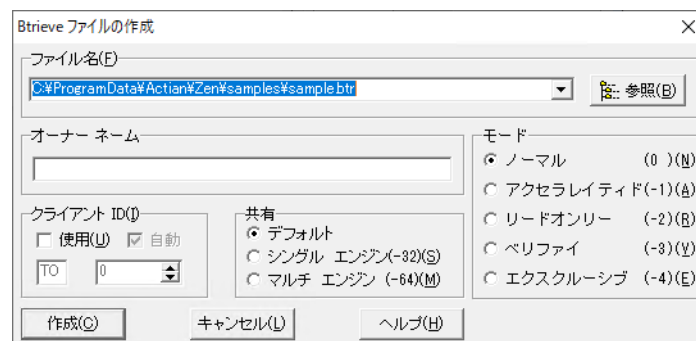 Btrieve ファイルの作成
ファイル名(F)
C:¥ProgramData¥Actian¥Zen¥samples¥sample.btr
参照(B)
オーナー ネーム
モード
ノーマル (0 )(N)
アクセラレイティド(-1)(A)
リードオンリー (-2)(R)
ベリファイ (-3)(V)
エクスクルーシブ (-4)(E)
クライアント ID(I)
使用(U) 自動
TO 0
共有
デフォルト
シングル エンジン(-32)(S)
マルチ エンジン (-64)(M)
作成(C) キャンセル(L) ヘルプ(H)